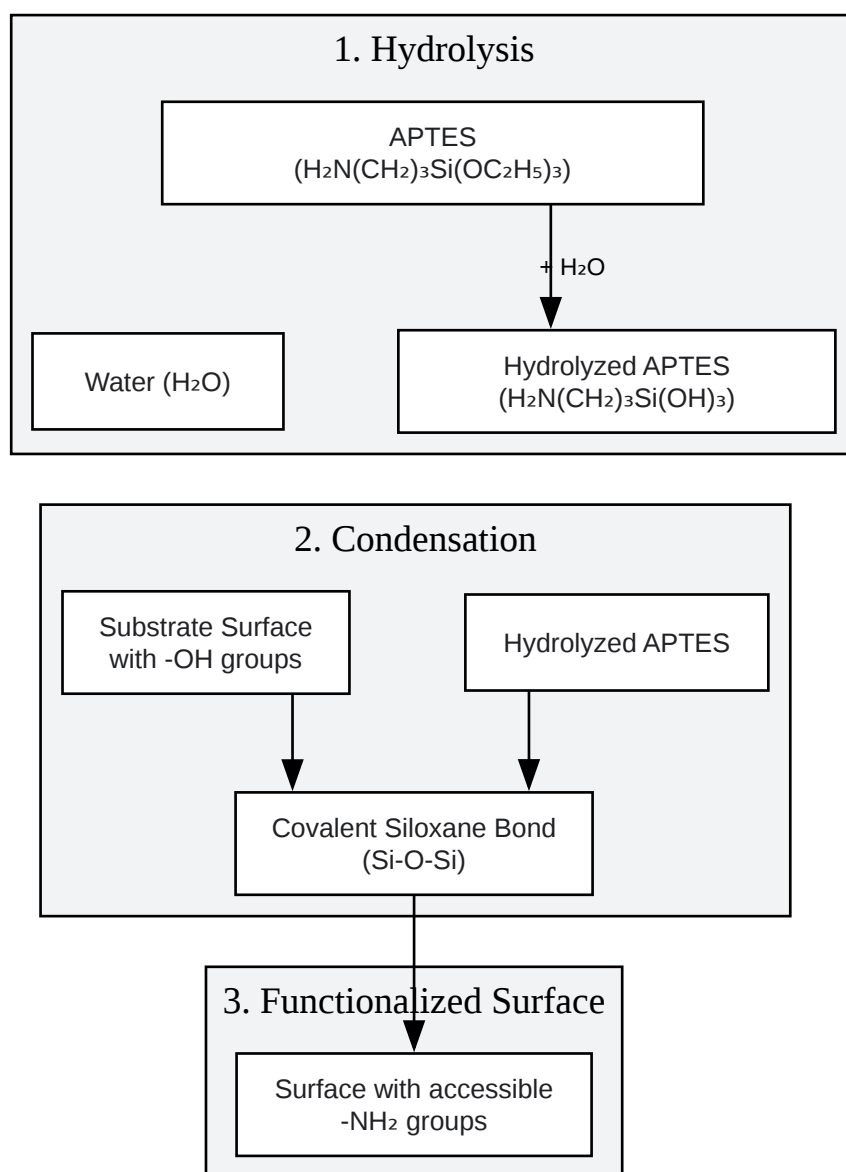 1. Hydrolysis
APTES
(H₂N(CH₂)₃Si(OC₂H₅)₃)
+ H₂O
Water (H₂O)
Hydrolyzed APTES
(H₂N(CH₂)₃Si(OH)₃)
2. Condensation
Substrate Surface
with -OH groups
Hydrolyzed APTES
Covalent Siloxane Bond
(Si-O-Si)
3. Functionalized Surface
Surface with accessible
-NH₂ groups